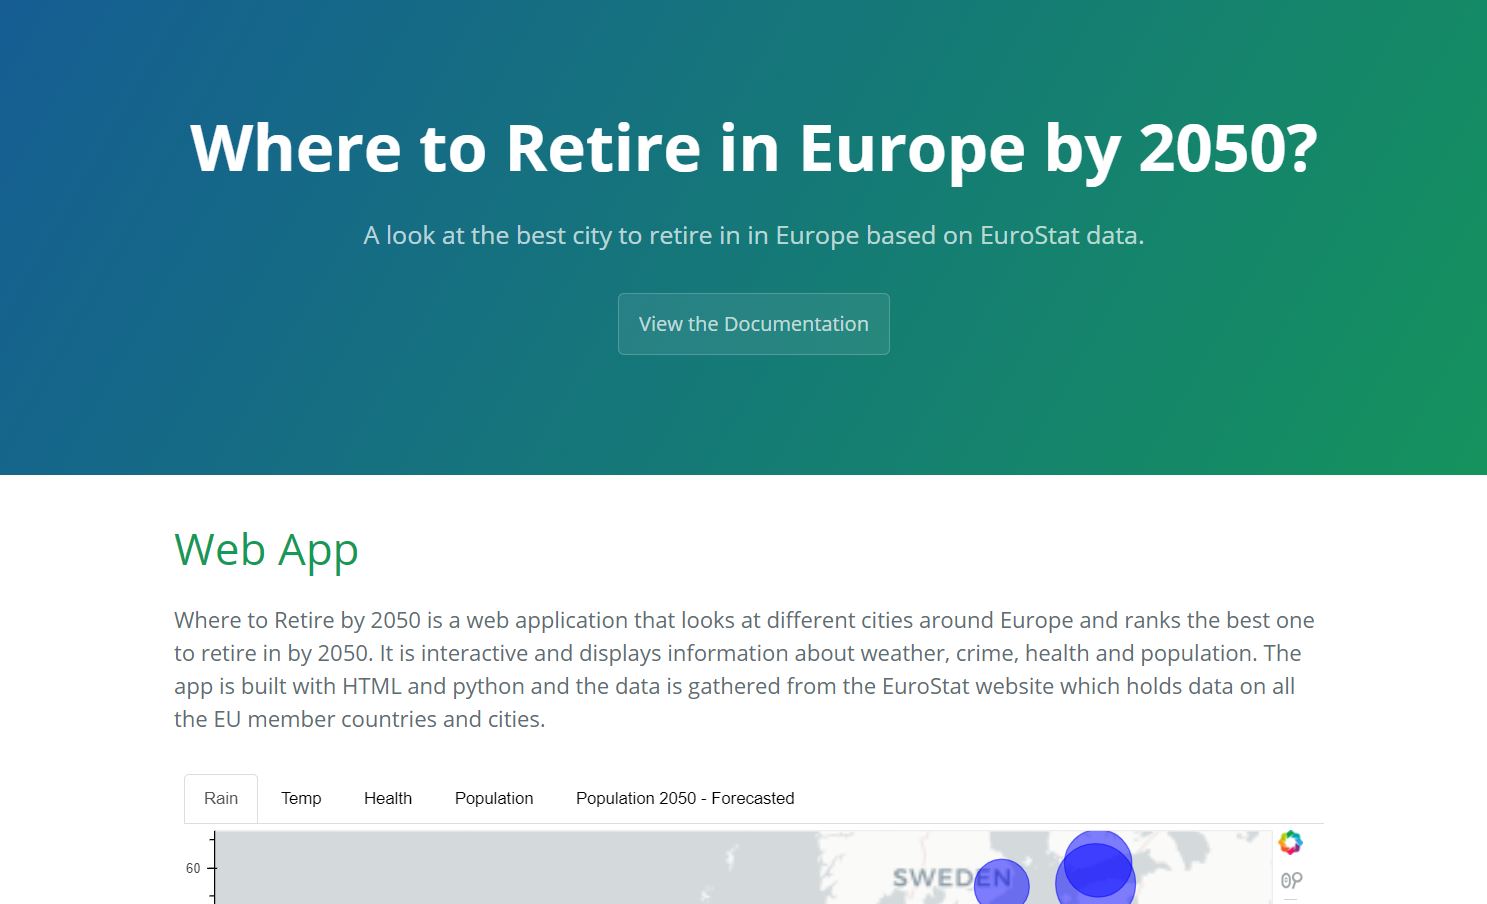 Where to Retire in Europe by 2050?
A look at the best city to retire in in Europe based on EuroStat data.
View the Documentation
Web App
Where to Retire by 2050 is a web application that looks at different cities around Europe and ranks the best one
to retire in by 2050. It is interactive and displays information about weather, crime, health and population. The
app is built with HTML and python and the data is gathered from the EuroStat website which holds data on all
the EU member countries and cities.
Rain Temp Health Population Population 2050 - Forecasted
60
SWEDEN